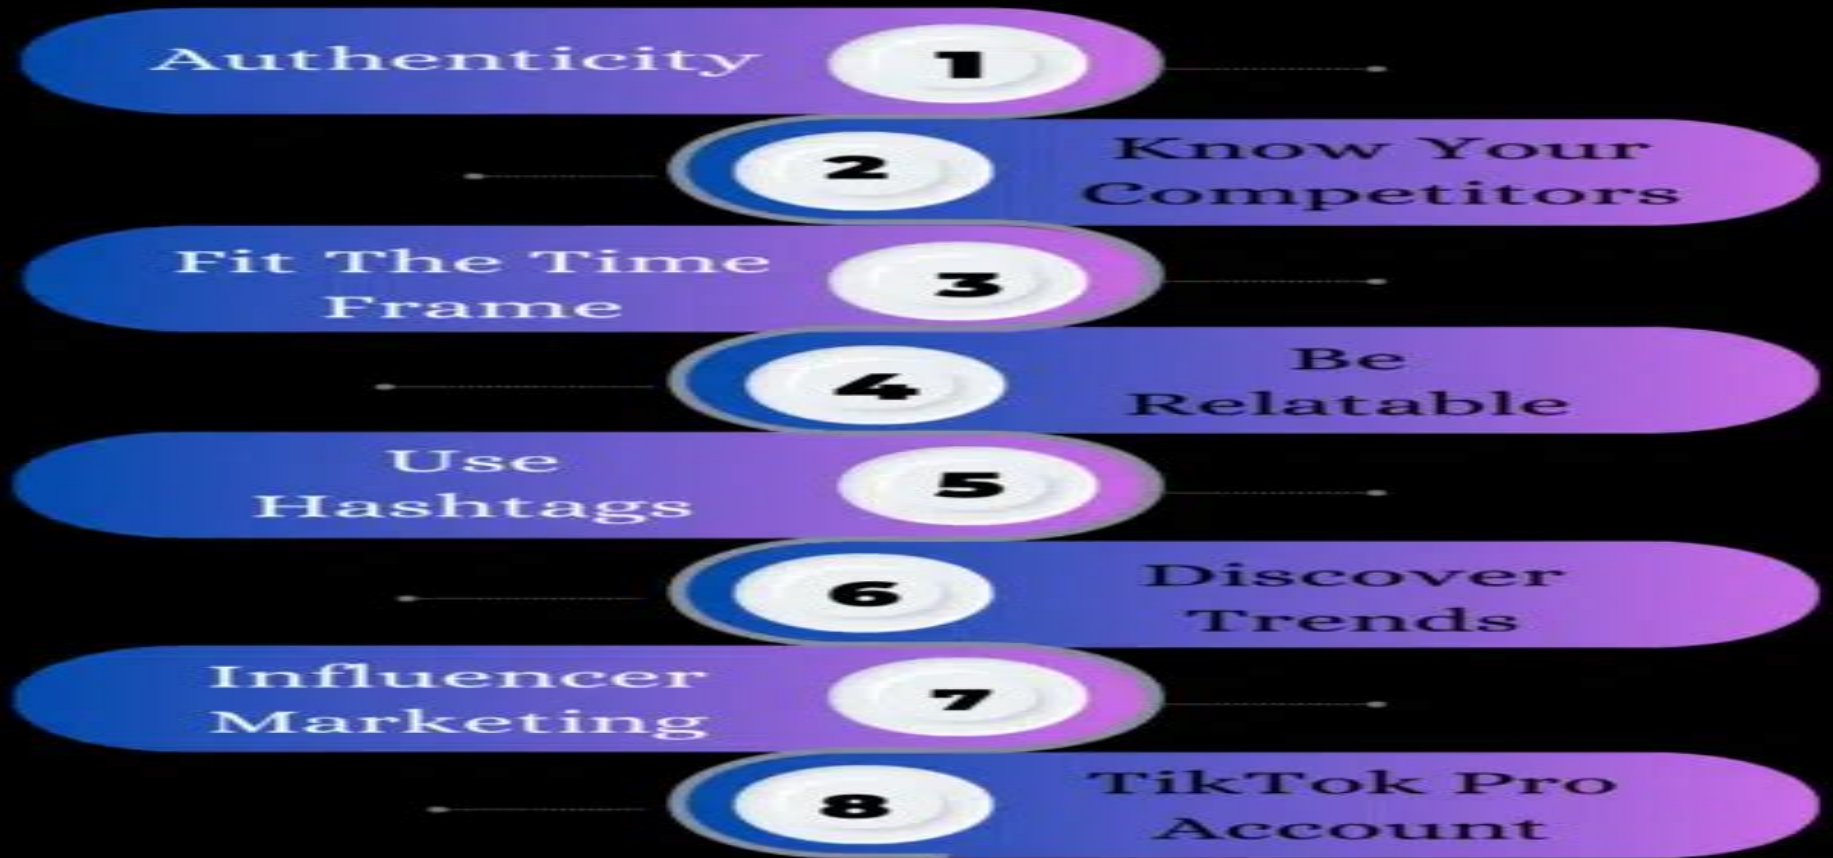 Authenticity 1
2 Know Your
Competitors
Fit The Time
Frame 3
4 Be
Relatable
Use
Hashtags 5
6 Discover
Trends
Influencer
Marketing 7
8 TikTok Pro
Account